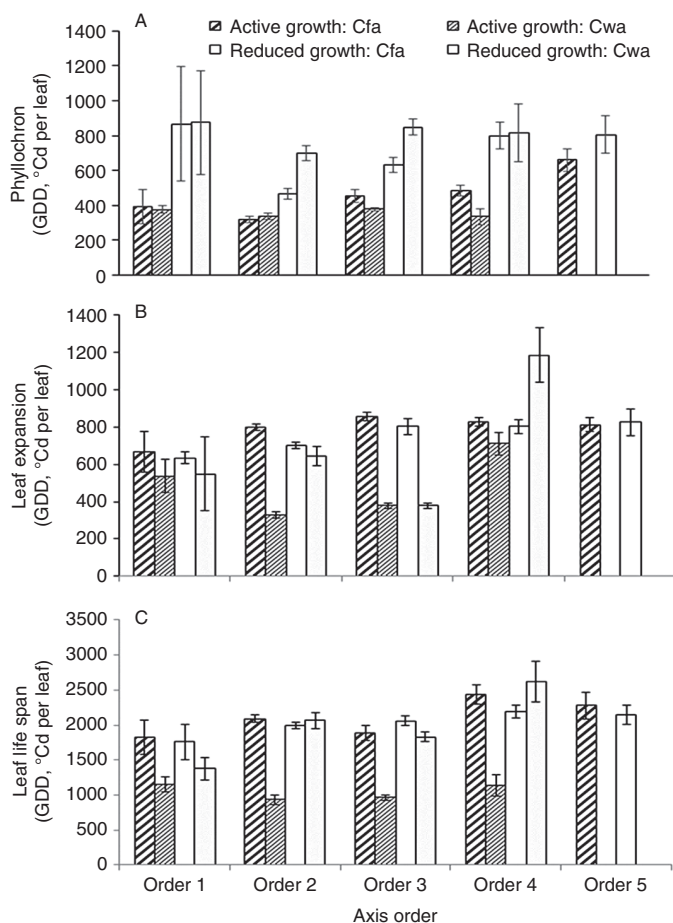 A
Active growth: Cfa
Active growth: Cwa
Reduced growth: Cfa
Reduced growth: Cwa
Phyllochron
(GDD, °Cd per leaf)
1400
1200
1000
800
600
400
200
0
B
Leaf expansion
(GDD, °Cd per leaf)
1400
1200
1000
800
600
400
200
0
C
Leaf life span
(GDD, °Cd per leaf)
3500
3000
2500
2000
1500
1000
500
0
Order 1 Order 2 Order 3 Order 4 Order 5
Axis order